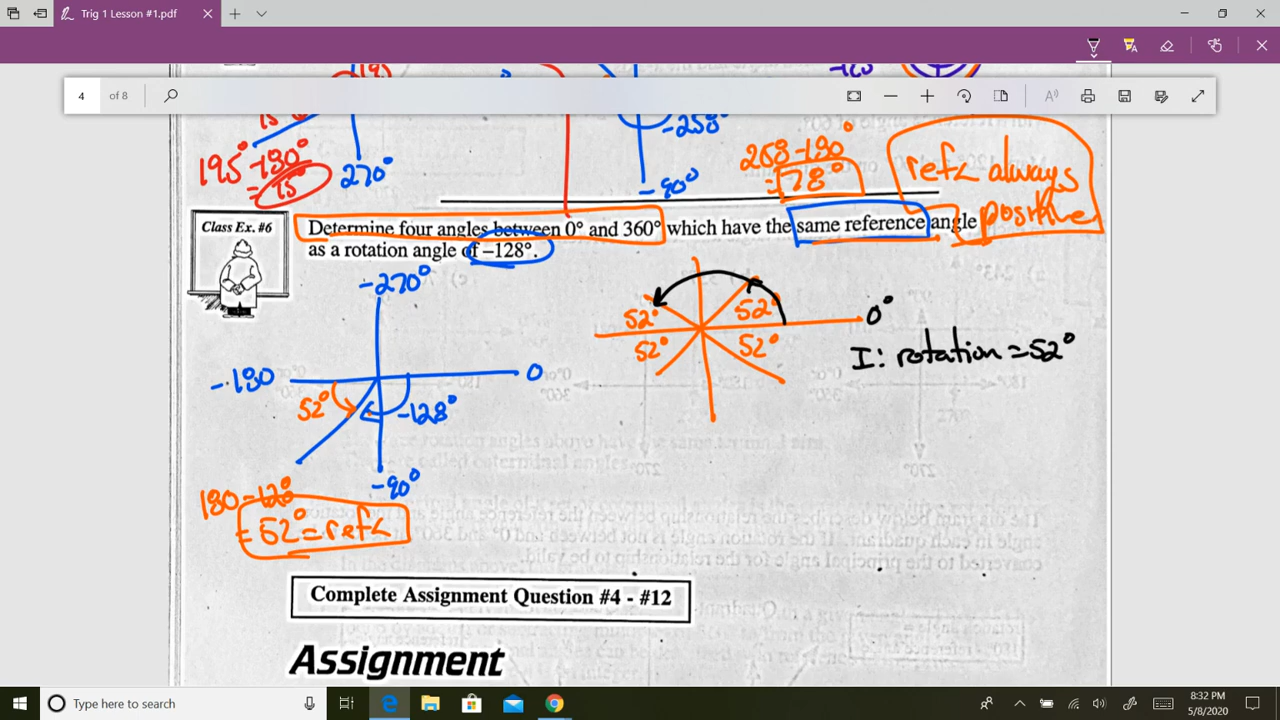 Trig 1 Lesson #1.pdf
4 of 8
195
15°
195° -180°
= 15°
270°
-258°
-90°
258-180°
= 78°
ref∠ always
positive
Class Ex. #6
Determine four angles between 0° and 360° which have the same reference angle
as a rotation angle of –128°.
-270°
-180
0
52°
-128°
-90°
180-128°
= 52° = ref∠
52° 52°
52° 52°
0°
I: rotation = 52°
Complete Assignment Question #4 - #12
Assignment
Type here to search
8:32 PM
5/8/2020